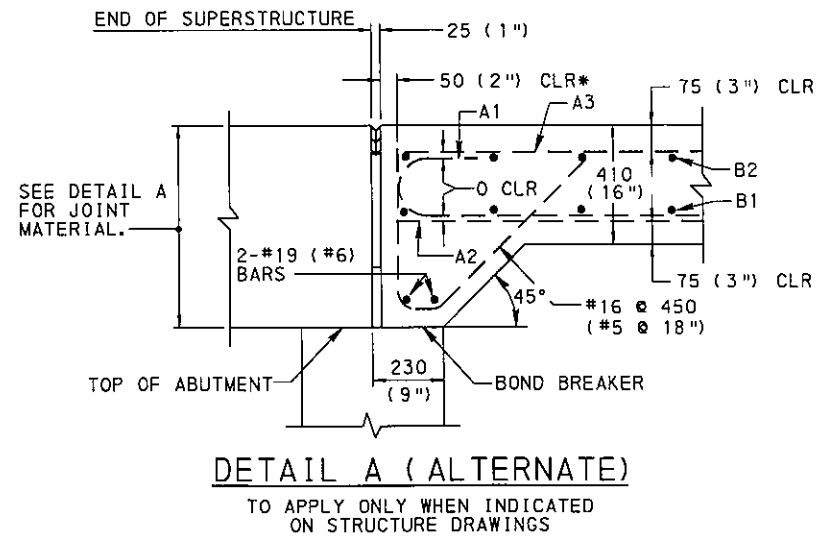 END OF SUPERSTRUCTURE
25 (1")
50 (2") CLR*
75 (3") CLR
A1
A3
SEE DETAIL A
FOR JOINT
MATERIAL.
0 CLR
410
(16")
B2
B1
2-#19 (#6)
BARS
A2
75 (3") CLR
45°
#16 @ 450
(#5 @ 18")
TOP OF ABUTMENT
230
(9")
BOND BREAKER
DETAIL A (ALTERNATE)
TO APPLY ONLY WHEN INDICATED
ON STRUCTURE DRAWINGS